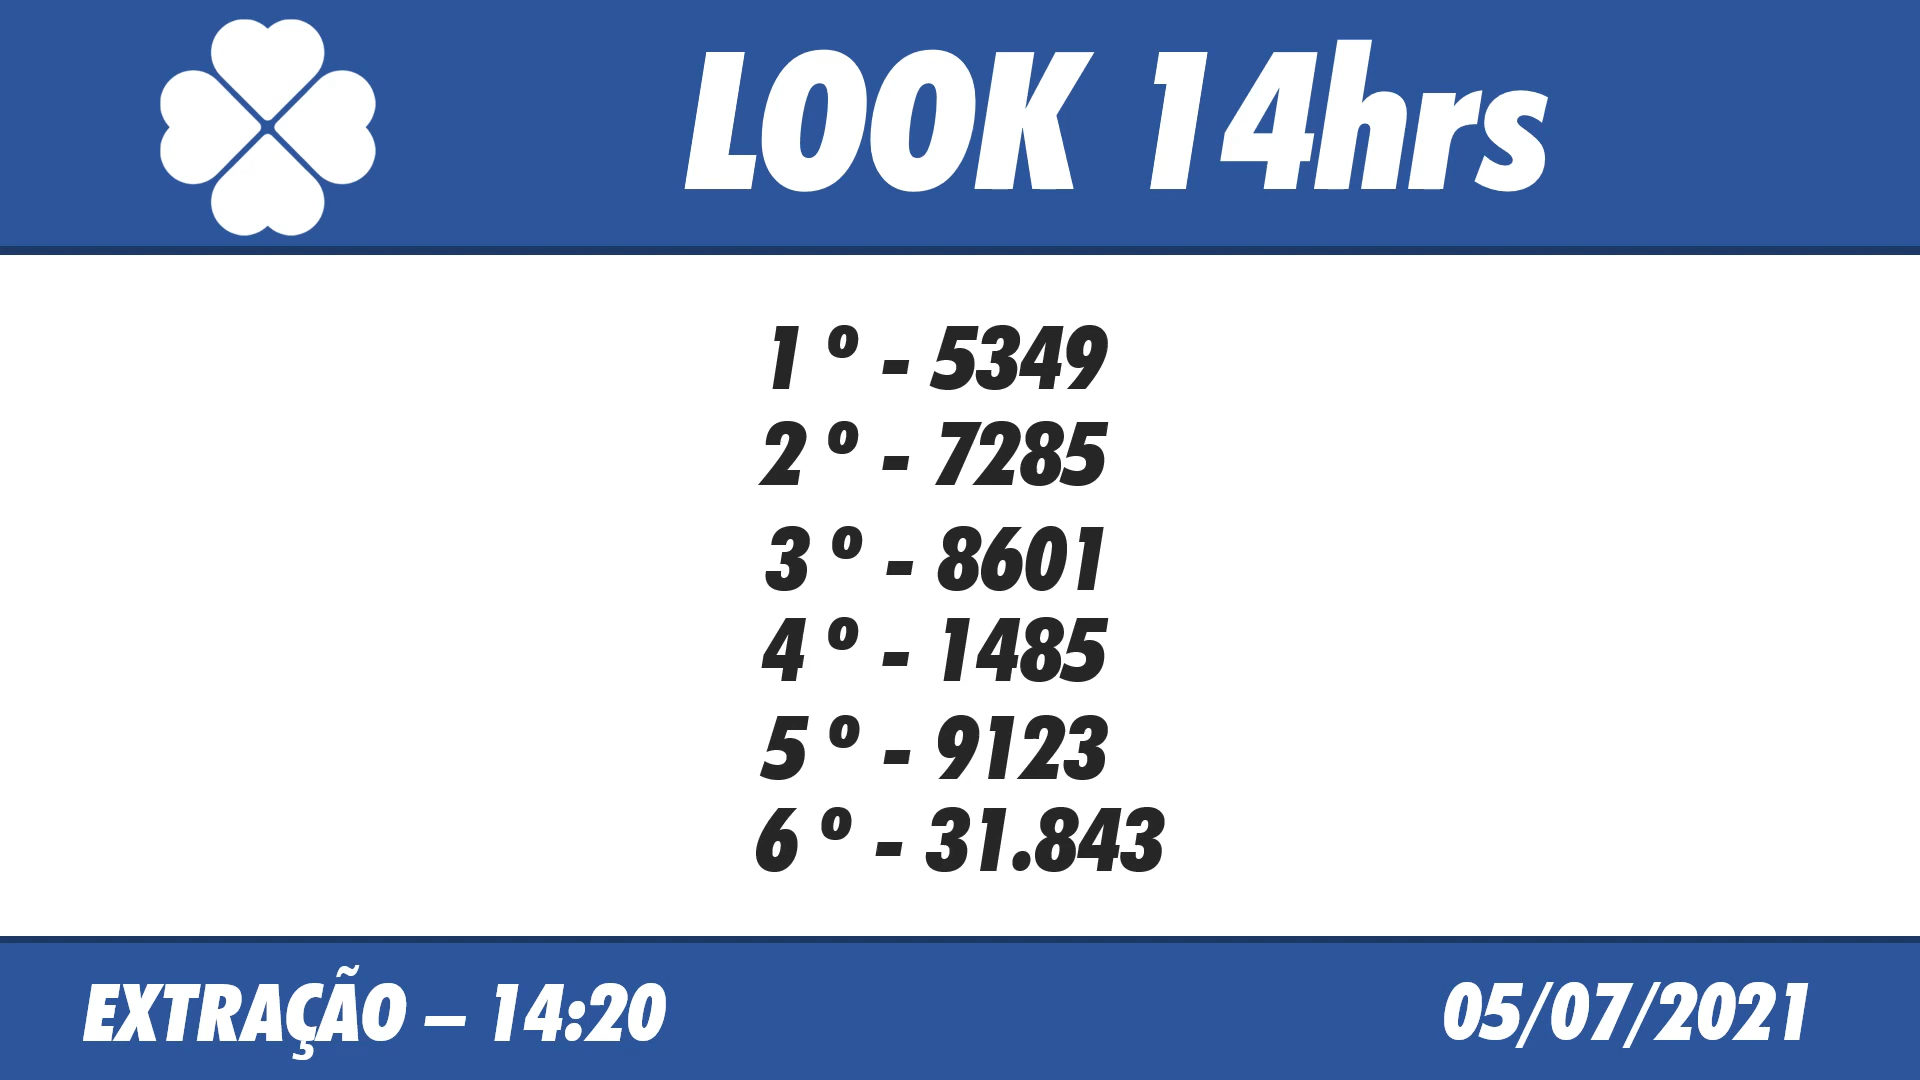 LOOK 14hrs
1 º - 5349
2 º - 7285
3 º - 8601
4 º - 1485
5 º - 9123
6 º - 31.843
EXTRAÇÃO – 14:20
05/07/2021